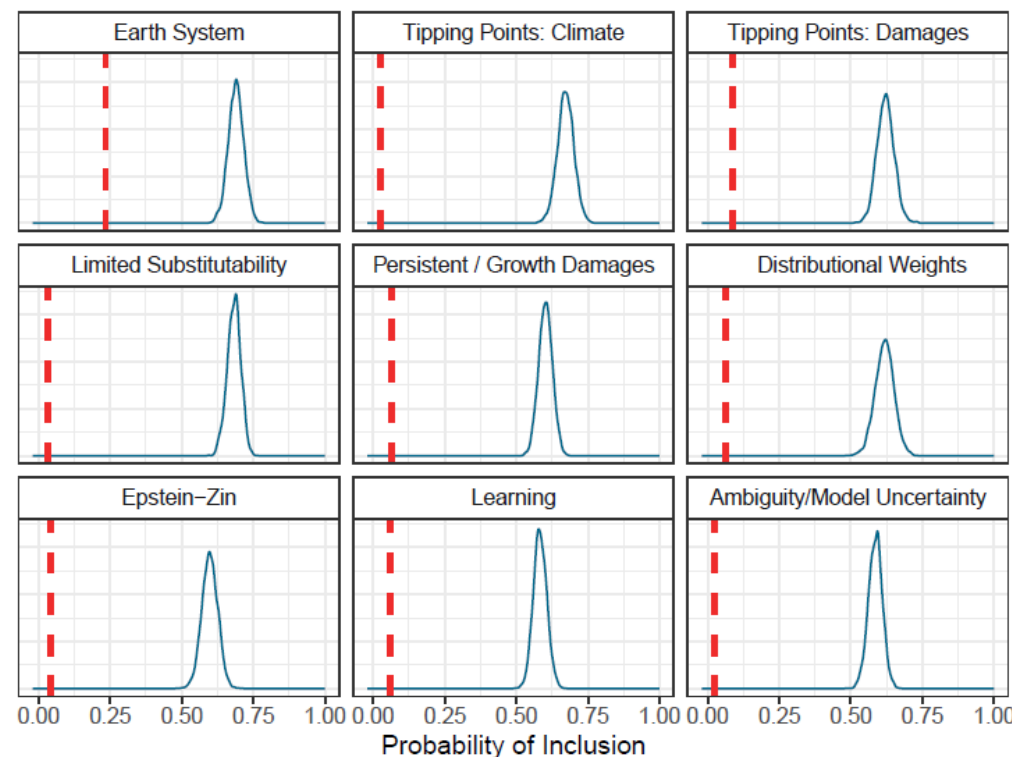 Earth System Tipping Points: Climate Tipping Points: Damages
Limited Substitutability Persistent / Growth Damages Distributional Weights
Epstein−Zin Learning Ambiguity/Model Uncertainty
0.00 0.25 0.50 0.75 1.00 0.00 0.25 0.50 0.75 1.00 0.00 0.25 0.50 0.75 1.00
Probability of Inclusion